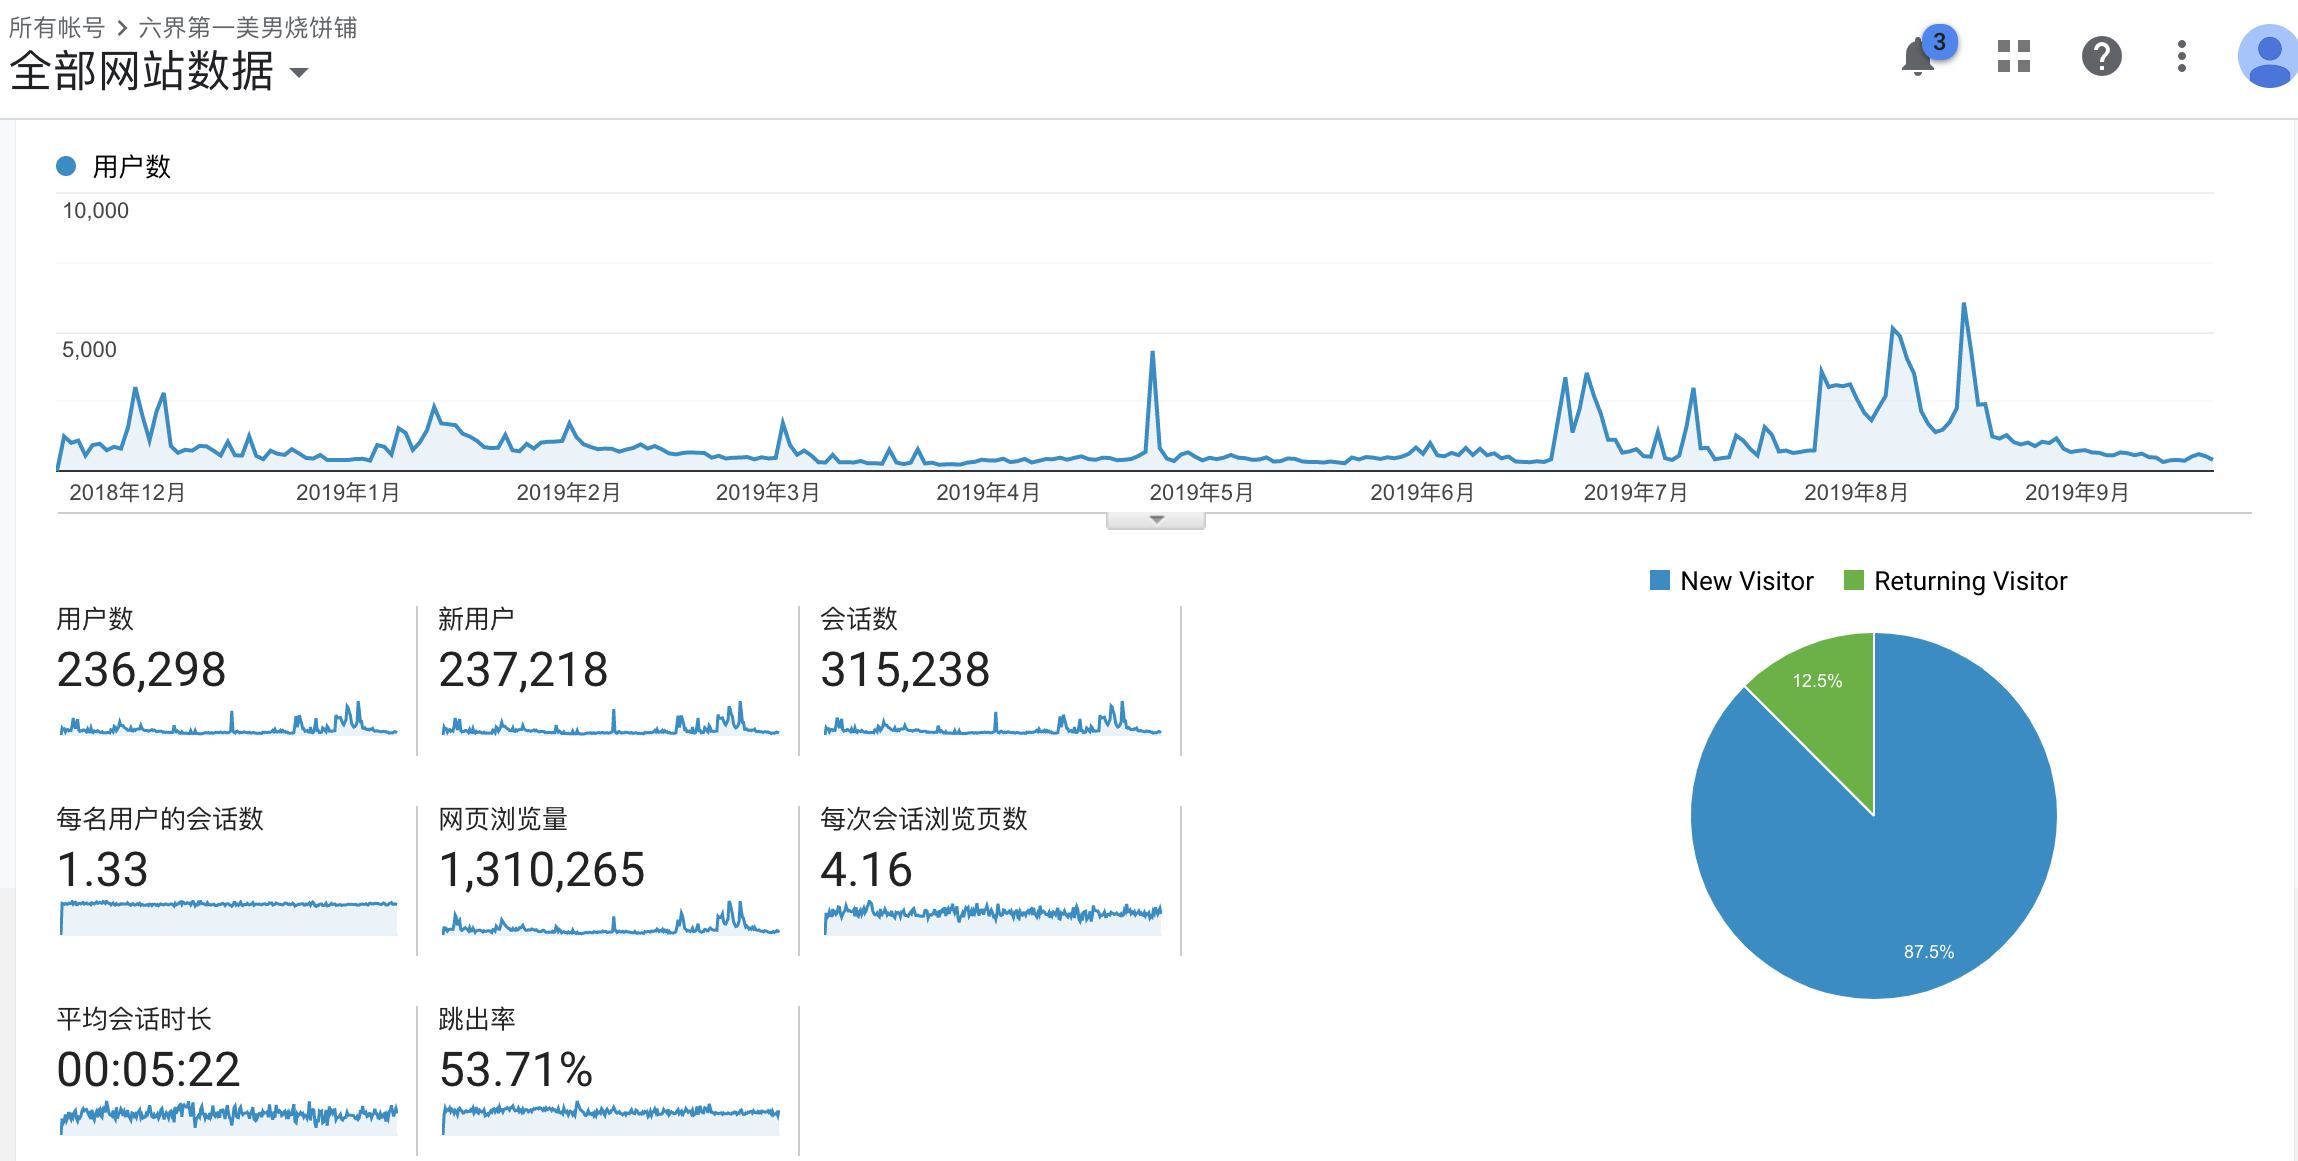 所有帐号 > 六界第一美男烧饼铺
全部网站数据
3
用户数
10,000
5,000
2018年12月 2019年1月 2019年2月 2019年3月 2019年4月 2019年5月 2019年6月 2019年7月 2019年8月 2019年9月
New Visitor Returning Visitor
用户数 新用户 会话数
236,298 237,218 315,238
12.5%
每名用户的会话数 网页浏览量 每次会话浏览页数
1.33 1,310,265 4.16
87.5%
平均会话时长 跳出率
00:05:22 53.71%